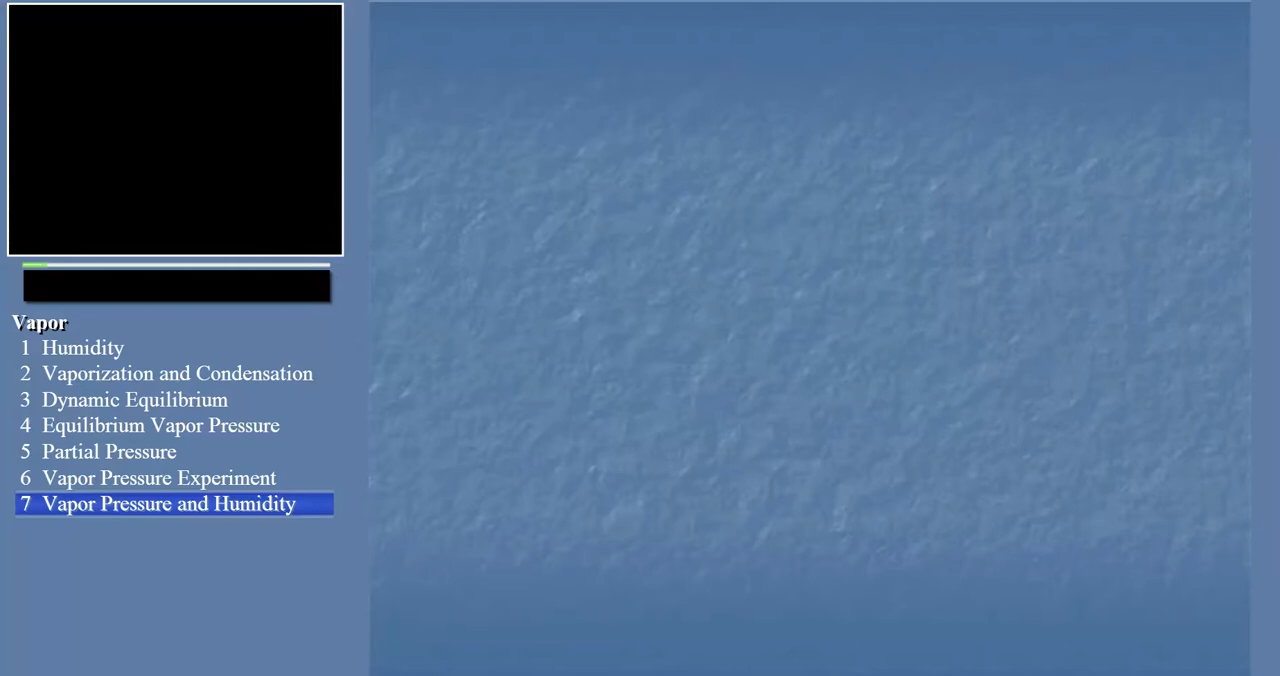 Vapor
1 Humidity
2 Vaporization and Condensation
3 Dynamic Equilibrium
4 Equilibrium Vapor Pressure
5 Partial Pressure
6 Vapor Pressure Experiment
7 Vapor Pressure and Humidity